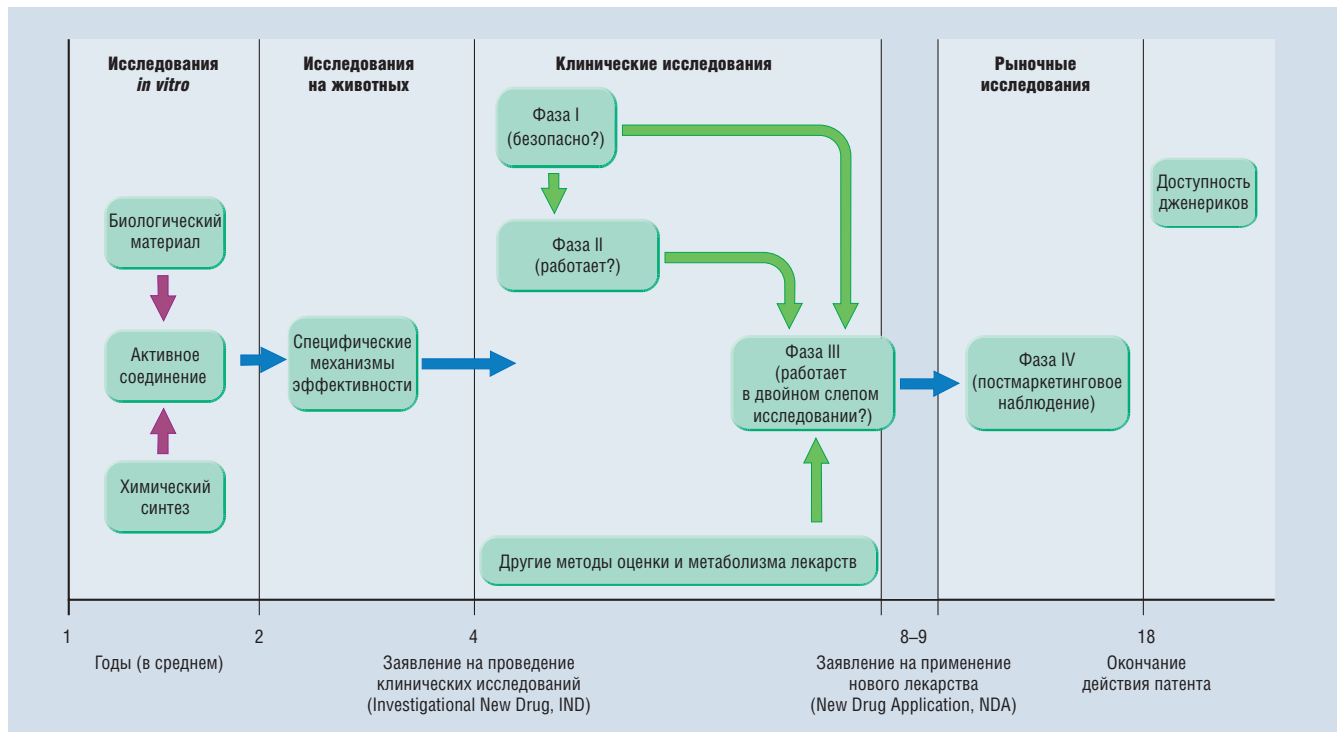 Исследования
in vitro
Исследования
на животных
Клинические исследования
Рыночные
исследования
Биологический
материал
Активное
соединение
Химический
синтез
Специфические
механизмы
эффективности
Фаза I
(безопасно?)
Фаза II
(работает?)
Фаза III
(работает
в двойном слепом
исследовании?)
Другие методы оценки и метаболизма лекарств
Фаза IV
(постмаркетинговое
наблюдение)
Доступность
дженериков
1
2
4
8–9
18
Годы (в среднем)
Заявление на проведение
клинических исследований
(Investigational New Drug, IND)
Заявление на применение
нового лекарства
(New Drug Application, NDA)
Окончание
действия патента